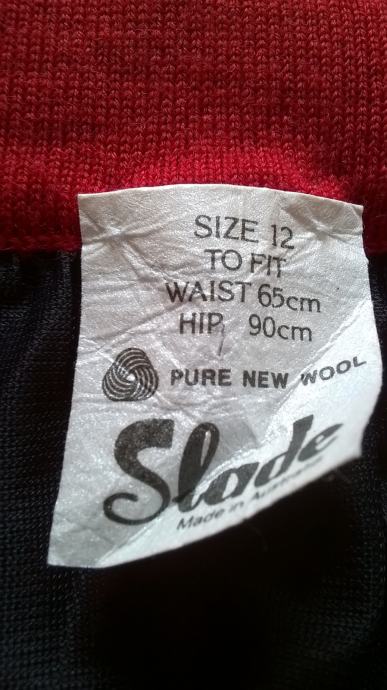 SIZE 12
TO FIT
WAIST 65cm
HIP 90cm
PURE NEW WOOL
Slade
Made in Australia